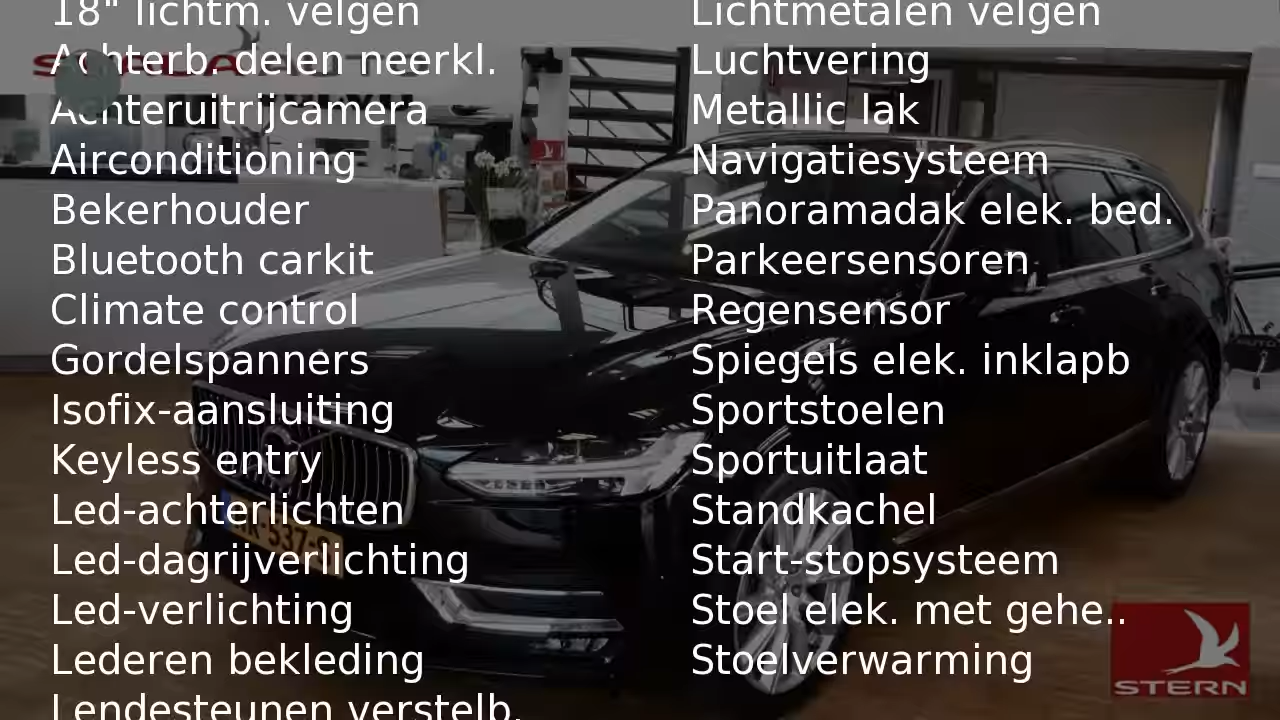 18" lichtm. velgen
Achterb. delen neerkl.
Achteruitrijcamera
Airconditioning
Bekerhouder
Bluetooth carkit
Climate control
Gordelspanners
Isofix-aansluiting
Keyless entry
Led-achterlichten
Led-dagrijverlichting
Led-verlichting
Lederen bekleding
Lendesteunen verstelb.
Lichtmetalen velgen
Luchtvering
Metallic lak
Navigatiesysteem
Panoramadak elek. bed.
Parkeersensoren
Regensensor
Spiegels elek. inklapb
Sportstoelen
Sportuitlaat
Standkachel
Start-stopsysteem
Stoel elek. met gehe..
Stoelverwarming
STERN